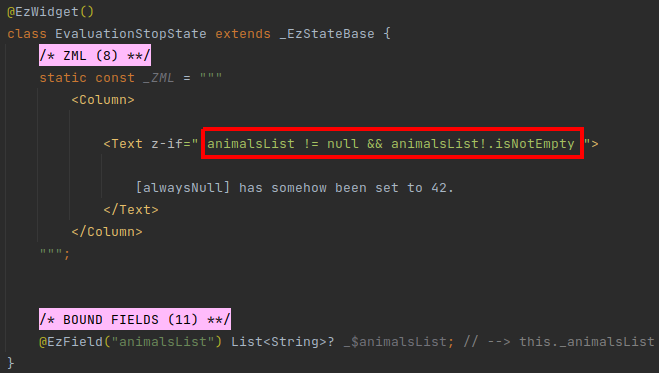 @EzWidget()
class EvaluationStopState extends _EzStateBase {
/* ZML (8) **/
static const _ZML = """
<Column>
<Text z-if=" animalsList != null && animalsList!.isNotEmpty ">
[alwaysNull] has somehow been set to 42.
</Text>
</Column>
""";
/* BOUND FIELDS (11) **/
@EzField("animalsList") List<String>? _$animalsList; // --> this._animalsList
}